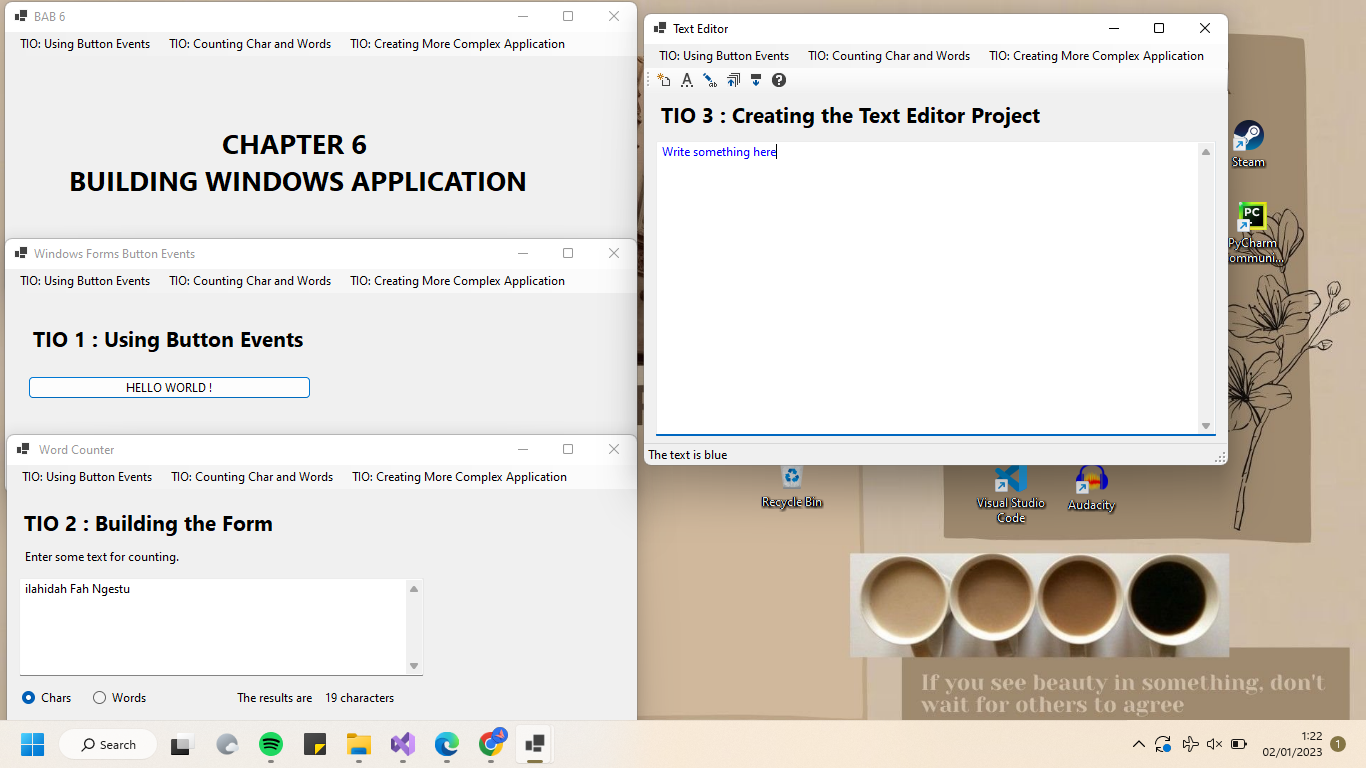 BAB 6
TIO: Using Button Events TIO: Counting Char and Words TIO: Creating More Complex Application
CHAPTER 6
BUILDING WINDOWS APPLICATION
Windows Forms Button Events
TIO: Using Button Events TIO: Counting Char and Words TIO: Creating More Complex Application
TIO 1 : Using Button Events
HELLO WORLD !
Word Counter
TIO: Using Button Events TIO: Counting Char and Words TIO: Creating More Complex Application
TIO 2 : Building the Form
Enter some text for counting.
ilahidah Fah Ngestu
Chars Words The results are 19 characters
Text Editor
TIO: Using Button Events TIO: Counting Char and Words TIO: Creating More Complex Application
TIO 3 : Creating the Text Editor Project
Write something here
The text is blue
Steam
PC
PyCharm
ommuni...
Recycle Bin
Visual Studio
Code
Audacity
If you see beauty in something, don't
wait for others to agree
Search
1:22
02/01/2023
1